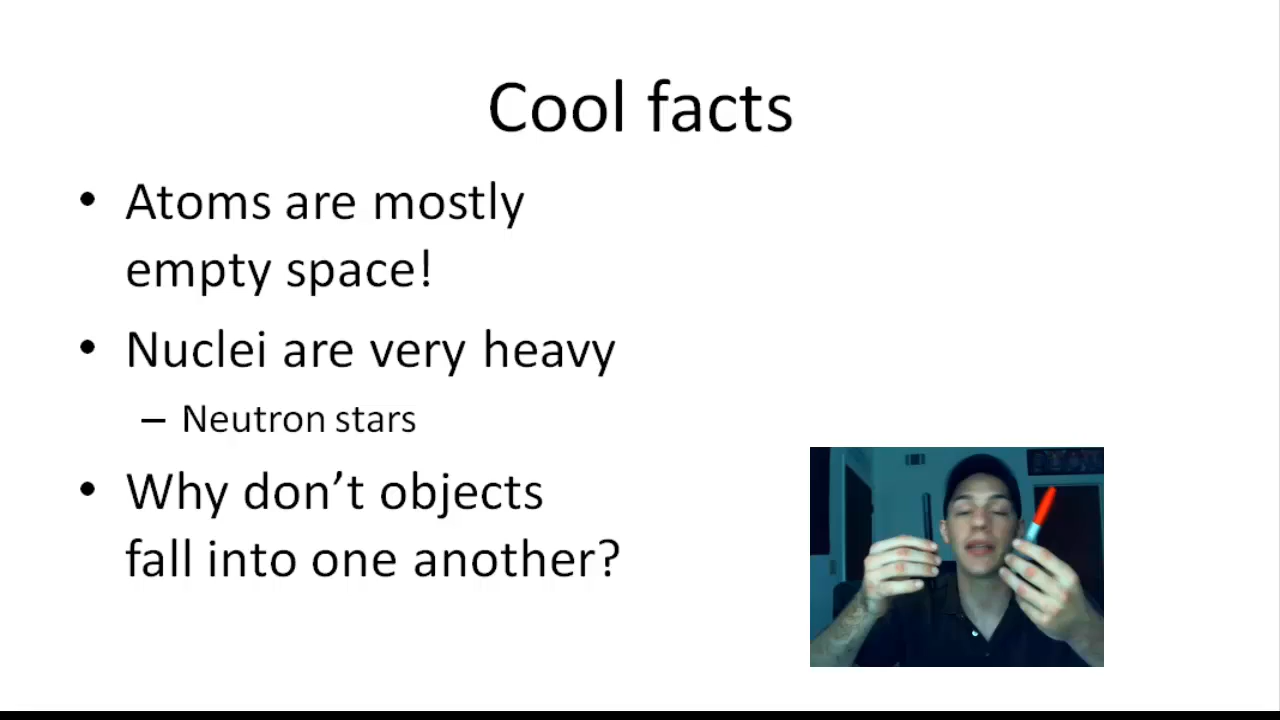 Cool facts
• Atoms are mostly
empty space!
• Nuclei are very heavy
– Neutron stars
• Why don’t objects
fall into one another?